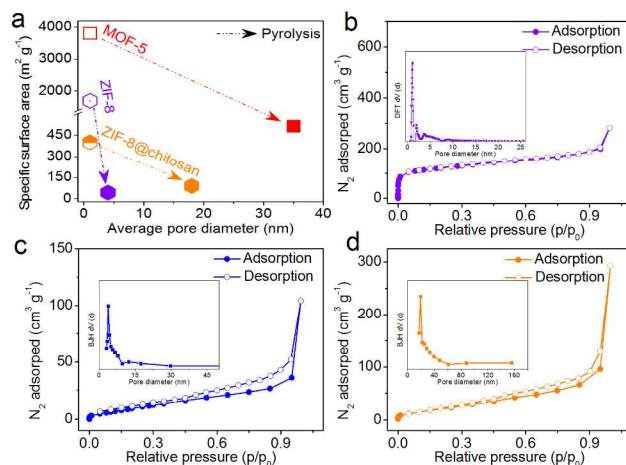 a
MOF-5
Pyrolysis
ZIF-8
ZIF-8@chitosan
Specific surface area (m² g⁻¹)
4000
3000
2000
450
300
150
0
0 10 20 30 40
Average pore diameter (nm)
b
Adsorption
Desorption
N₂ adsorped (cm³ g⁻¹)
600
400
200
0
DFT dV (d)
0 5 10 15 20 25
Pore diameter (nm)
0.0 0.3 0.6 0.9
Relative pressure (p/p₀)
c
Adsorption
Desorption
N₂ adsorped (cm³ g⁻¹)
150
100
50
0
BJH dV (d)
0 15 30 45
Pore diameter (nm)
0.0 0.3 0.6 0.9
Relative pressure (p/p₀)
d
Adsorption
Desorption
N₂ adsorped (cm³ g⁻¹)
300
200
100
0
BJH dV (d)
0 40 80 120 160
Pore diameter (nm)
0.0 0.3 0.6 0.9
Relative pressure (p/p₀)